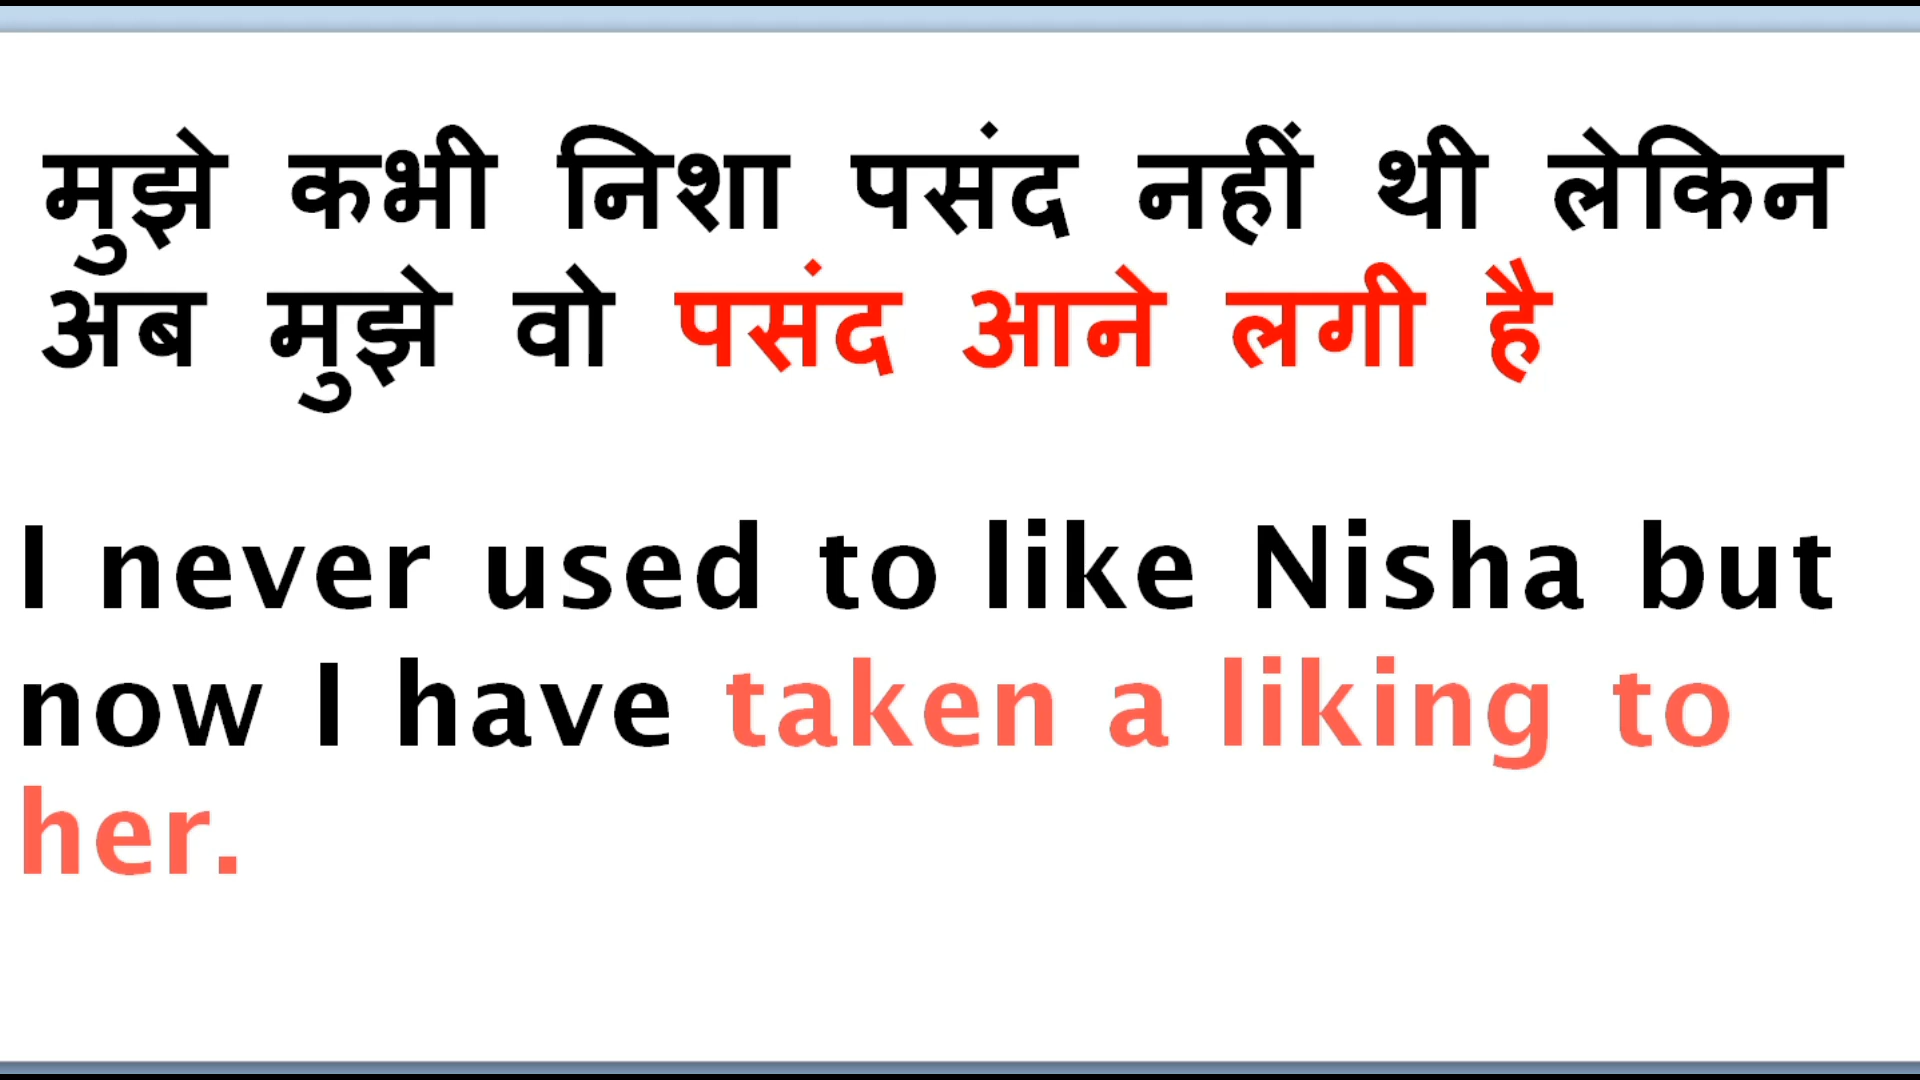 मुझे कभी निशा पसंद नहीं थी लेकिन
अब मुझे वो पसंद आने लगी है
I never used to like Nisha but
now I have taken a liking to
her.